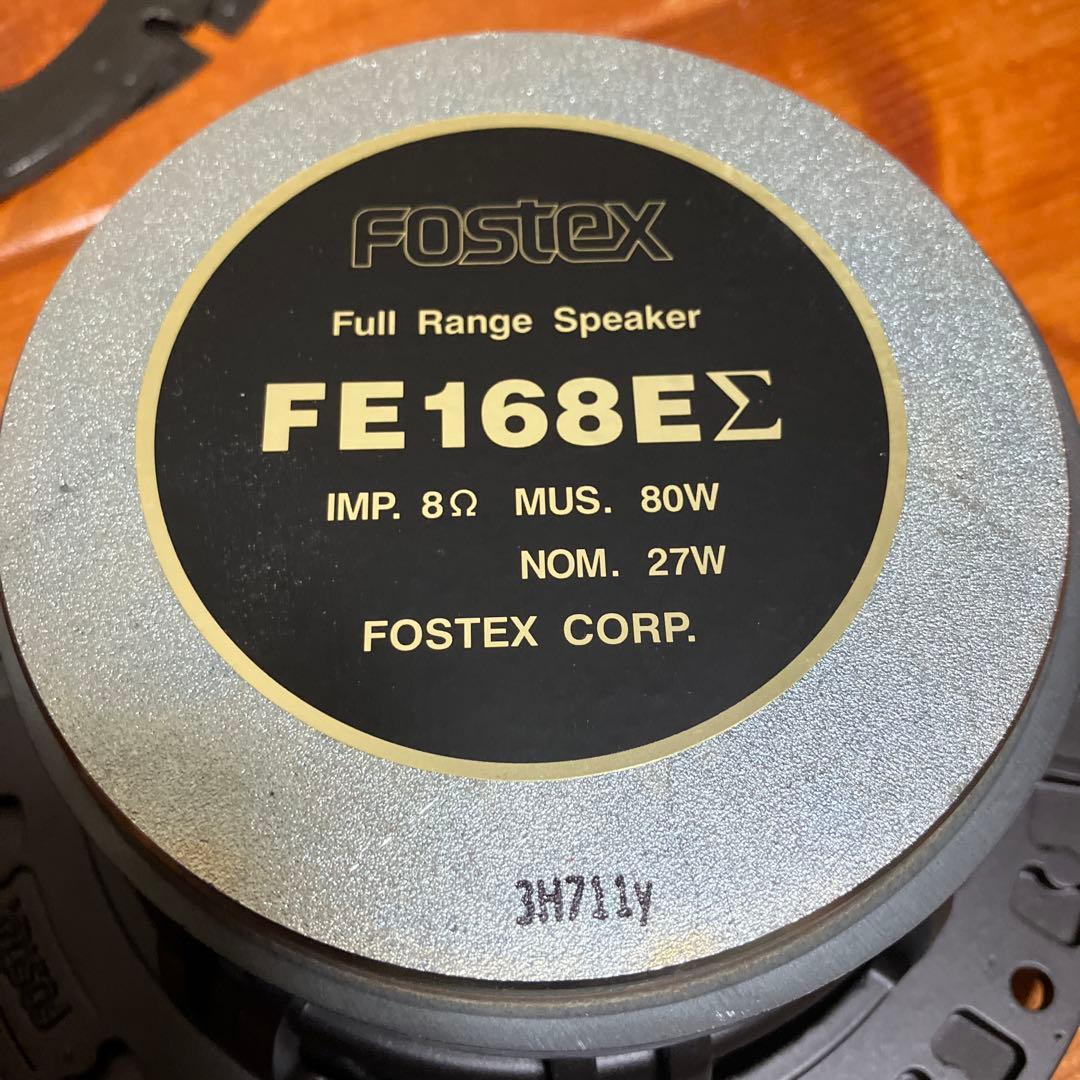 FOSTEX
Full Range Speaker
FE168EΣ
IMP. 8Ω MUS. 80W
NOM. 27W
FOSTEX CORP.
3H711y